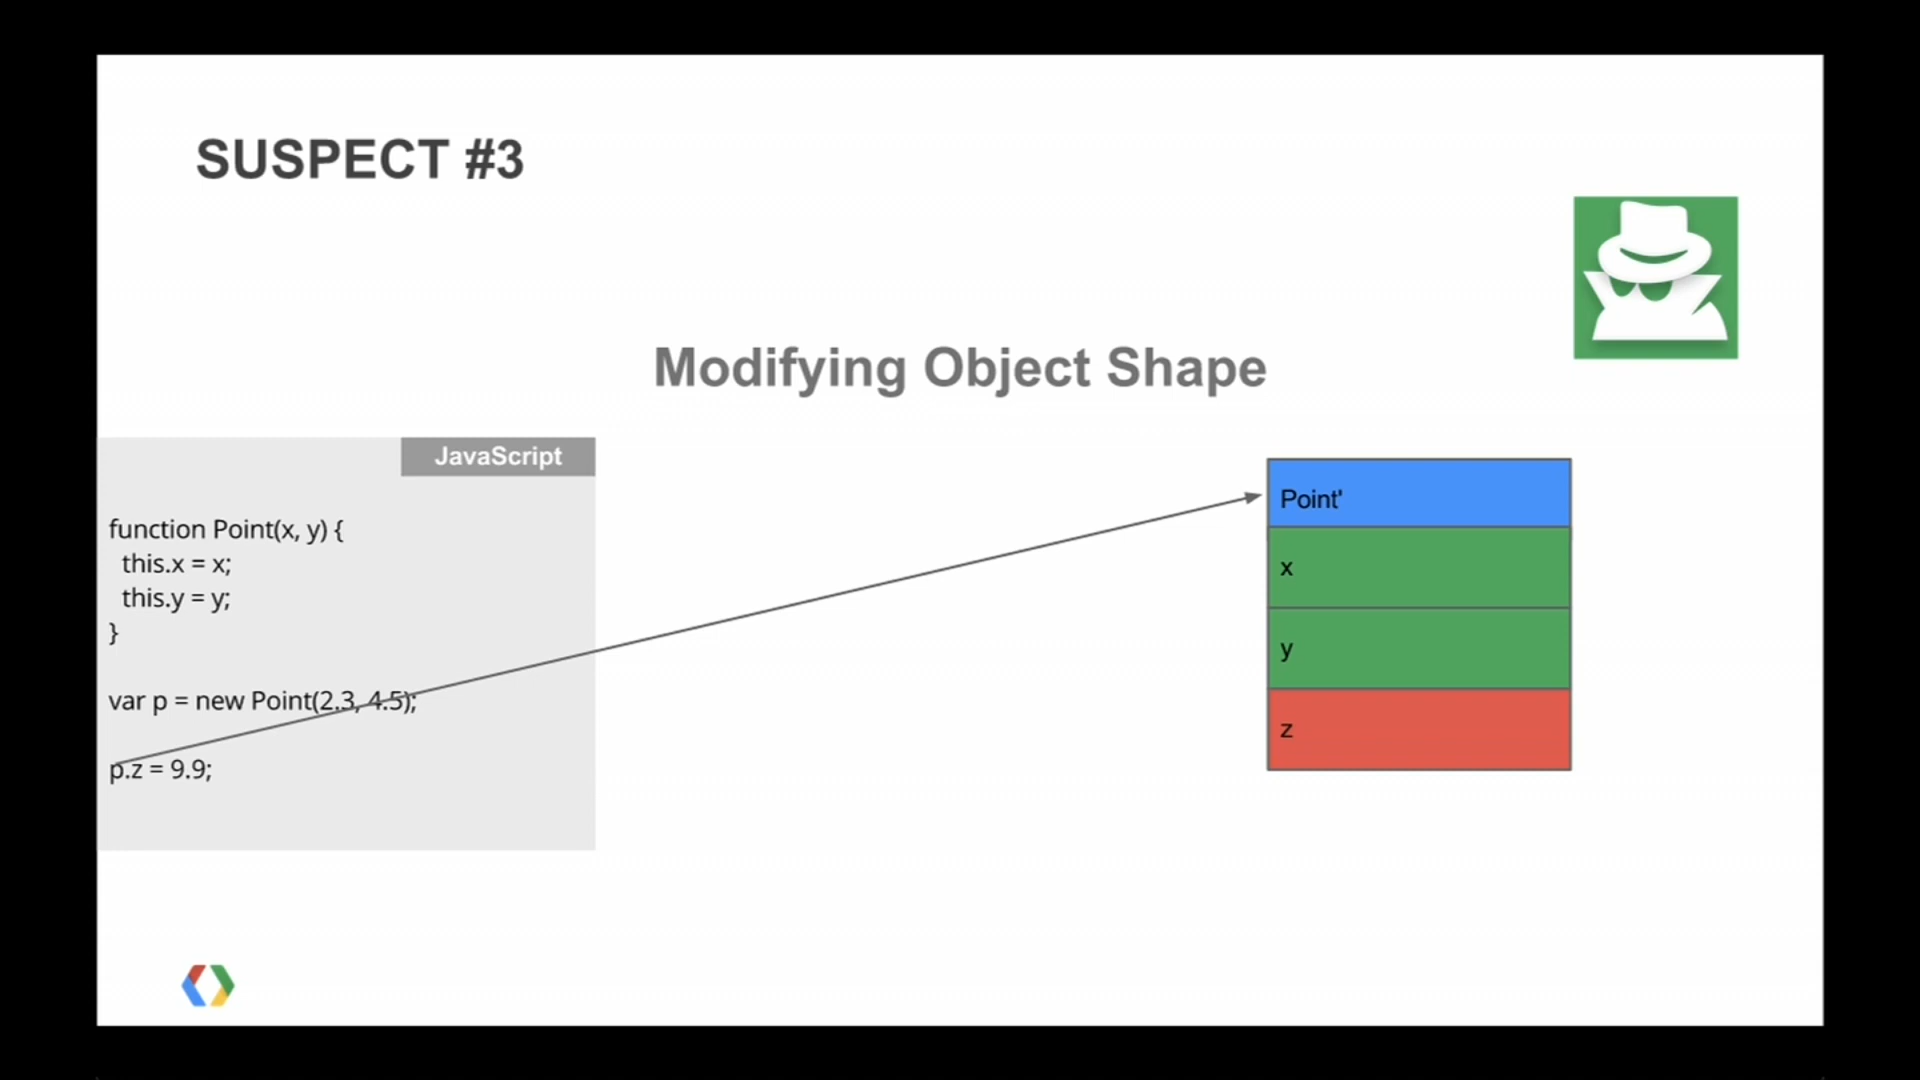 SUSPECT #3
Modifying Object Shape
JavaScript
function Point(x, y) {
this.x = x;
this.y = y;
}
var p = new Point(2.3, 4.5);
p.z = 9.9;
Point'
x
y
z